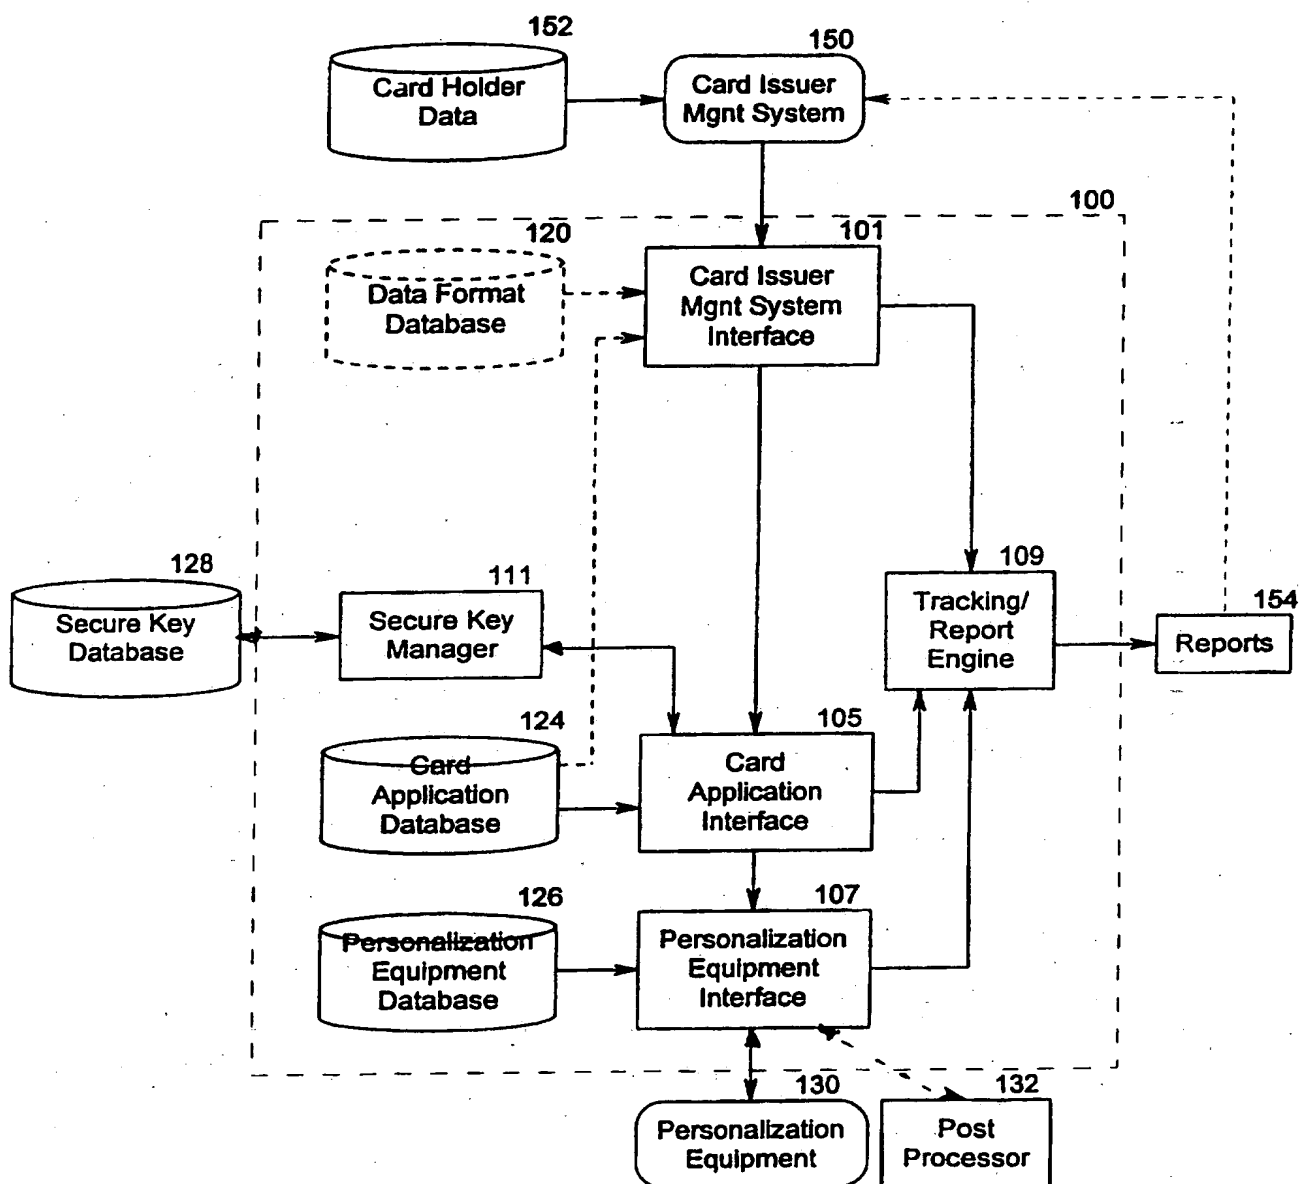 152
Card Holder
Data
150
Card Issuer
Mgnt System
100
120
Data Format
Database
101
Card Issuer
Mgnt System
Interface
128
Secure Key
Database
111
Secure Key
Manager
109
Tracking/
Report
Engine
154
Reports
124
Card
Application
Database
105
Card
Application
Interface
126
Personalization
Equipment
Database
107
Personalization
Equipment
Interface
130
Personalization
Equipment
132
Post
Processor